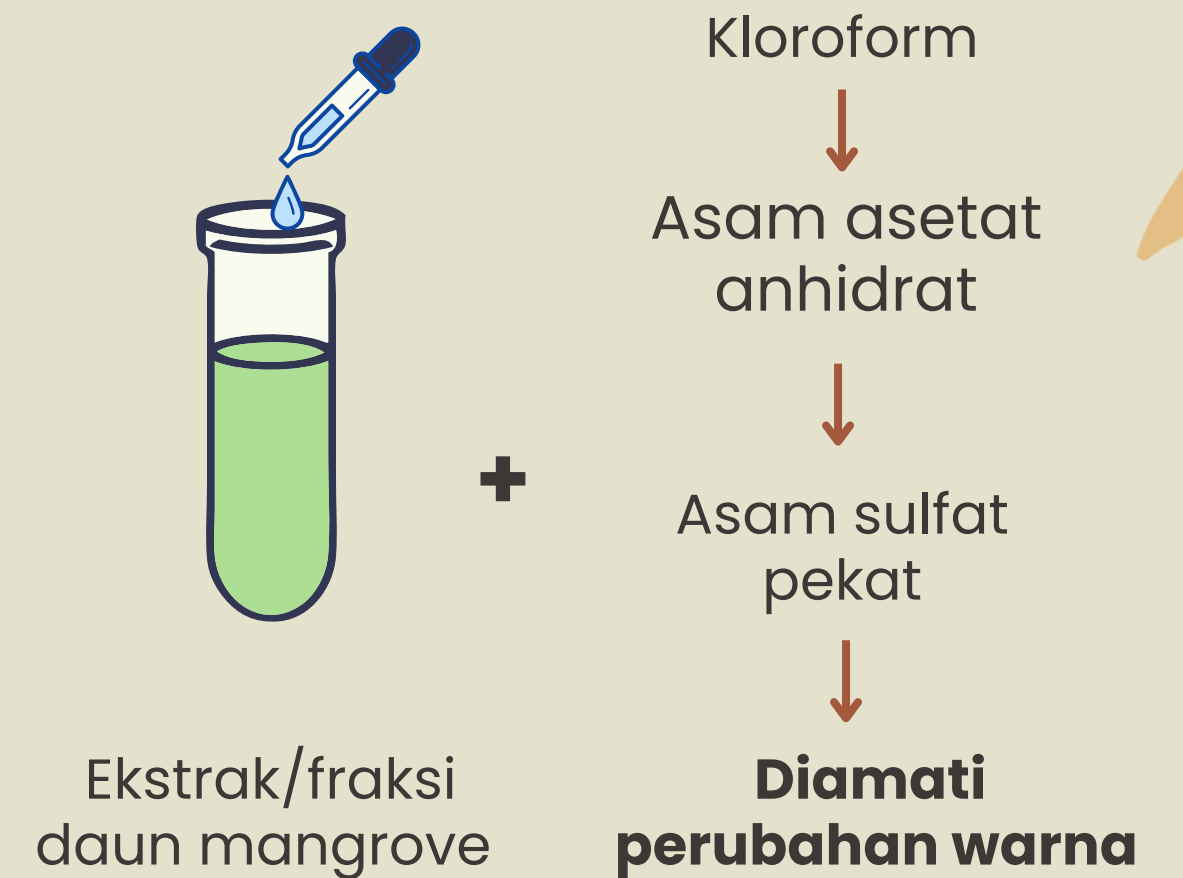 Kloroform
Asam asetat
anhidrat
Asam sulfat
pekat
Ekstrak/fraksi
daun mangrove
Diamati
perubahan warna